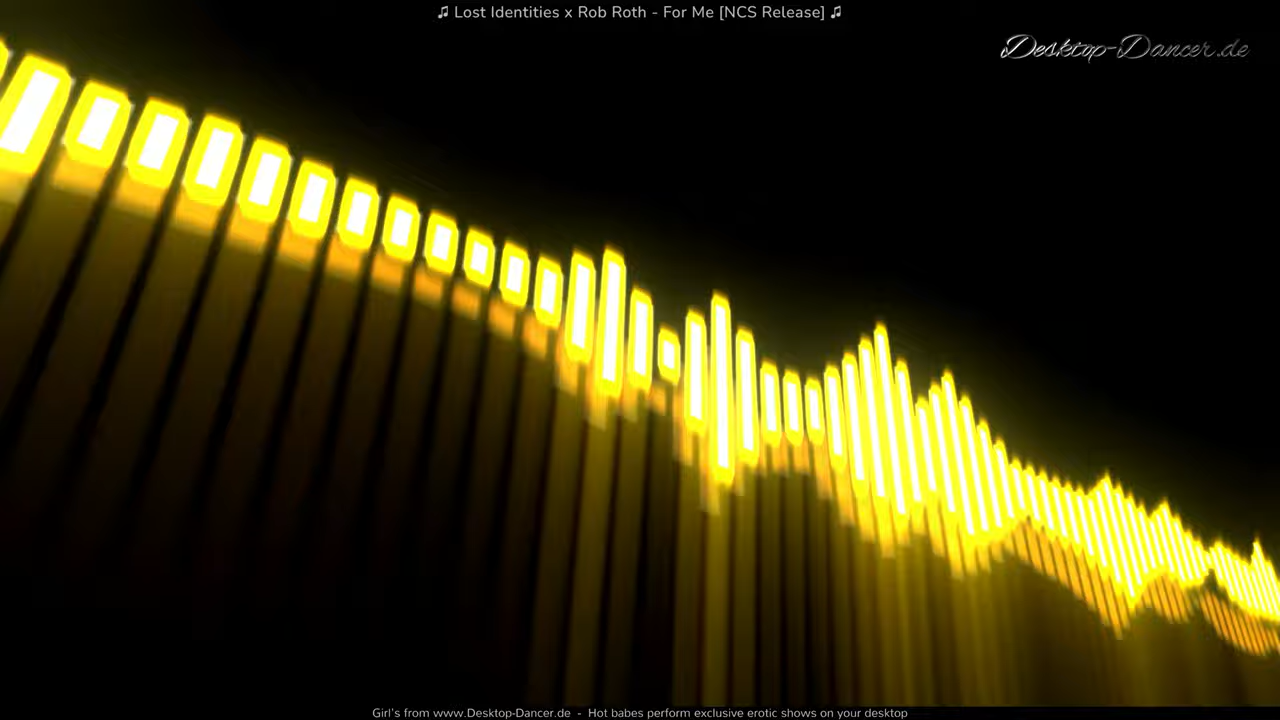 ♫ Lost Identities x Rob Roth - For Me [NCS Release] ♫
Desktop-Dancer.de
Girl's from www.Desktop-Dancer.de - Hot babes perform exclusive erotic shows on your desktop